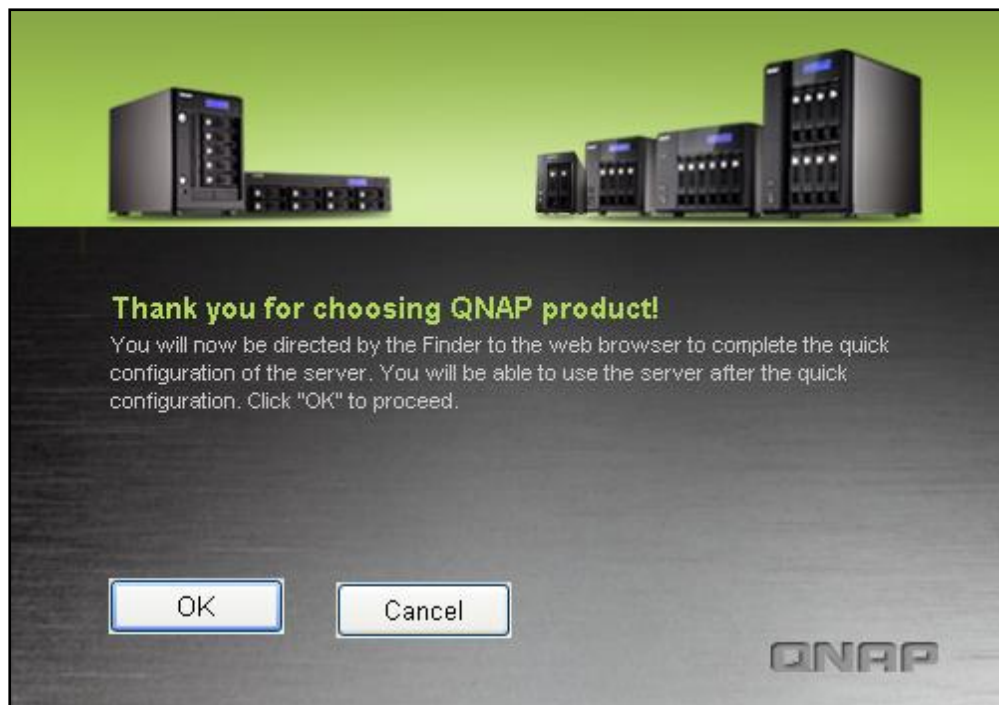 Thank you for choosing QNAP product!
You will now be directed by the Finder to the web browser to complete the quick
configuration of the server. You will be able to use the server after the quick
configuration. Click "OK" to proceed.
OK
Cancel
QNAP